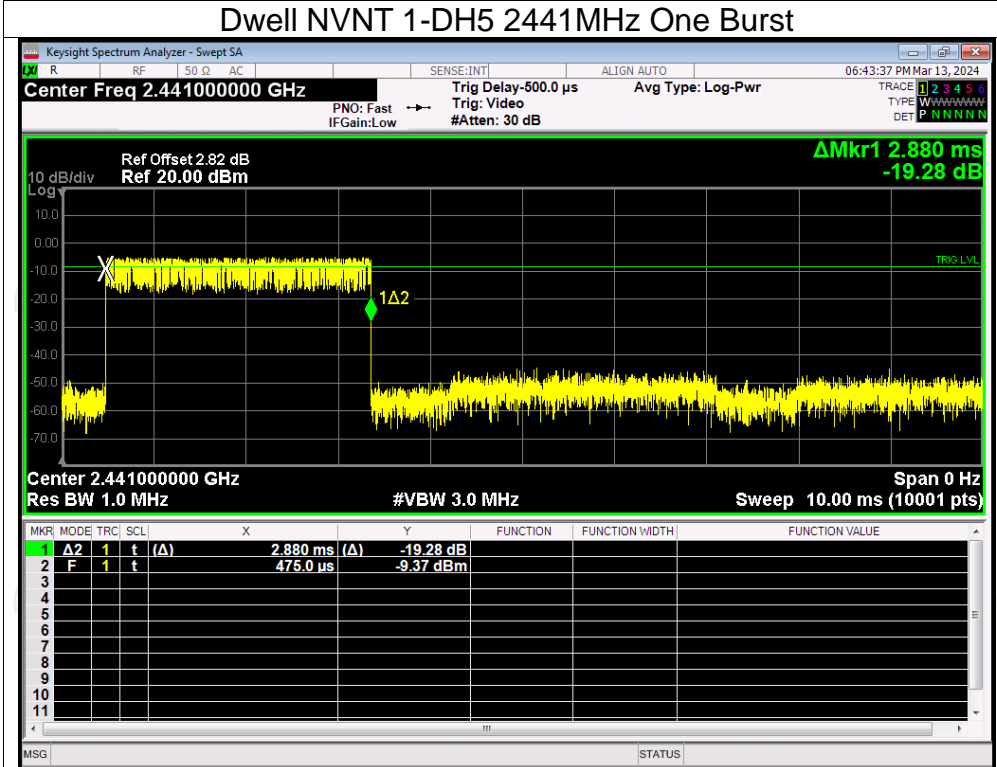 Dwell NVNT 1-DH5 2441MHz One Burst
Keysight Spectrum Analyzer - Swept SA
LXI R RF 50 Ω AC SENSE:INT ALIGN AUTO 06:43:37 PM Mar 13, 2024
Center Freq 2.441000000 GHz
PNO: Fast
IFGain:Low
Trig Delay-500.0 µs
Trig: Video
#Atten: 30 dB
Avg Type: Log-Pwr
TRACE 1 2 3 4 5 6
TYPE WWWWWW
DET P N N N N N
ΔMkr1 2.880 ms
-19.28 dB
Ref Offset 2.82 dB
10 dB/div Ref 20.00 dBm
Log
10.0
0.00
-10.0
TRIG LVL
-20.0
1Δ2
-30.0
-40.0
-50.0
-60.0
-70.0
Center 2.441000000 GHz Span 0 Hz
Res BW 1.0 MHz #VBW 3.0 MHz Sweep 10.00 ms (10001 pts)
MKR MODE TRC SCL X Y FUNCTION FUNCTION WIDTH FUNCTION VALUE
1 Δ2 1 t (Δ) 2.880 ms (Δ) -19.28 dB
2 F 1 t 475.0 µs -9.37 dBm
3
4
5
6
7
8
9
10
11
MSG STATUS